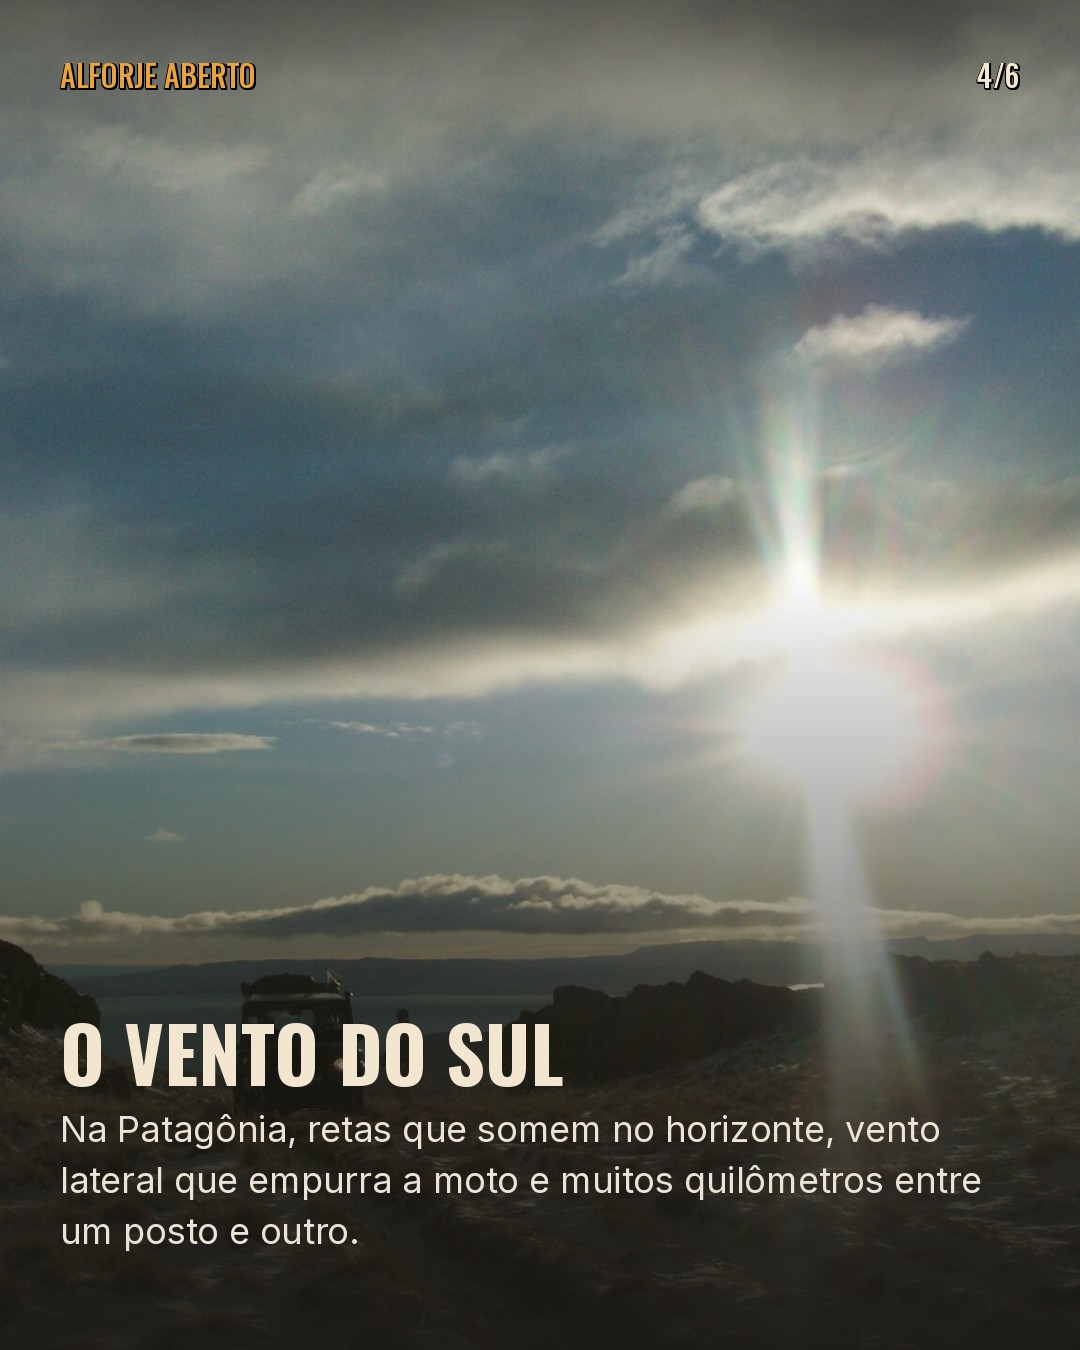 ALFORJE ABERTO
4/6
O VENTO DO SUL
Na Patagônia, retas que somem no horizonte, vento
lateral que empurra a moto e muitos quilômetros entre
um posto e outro.